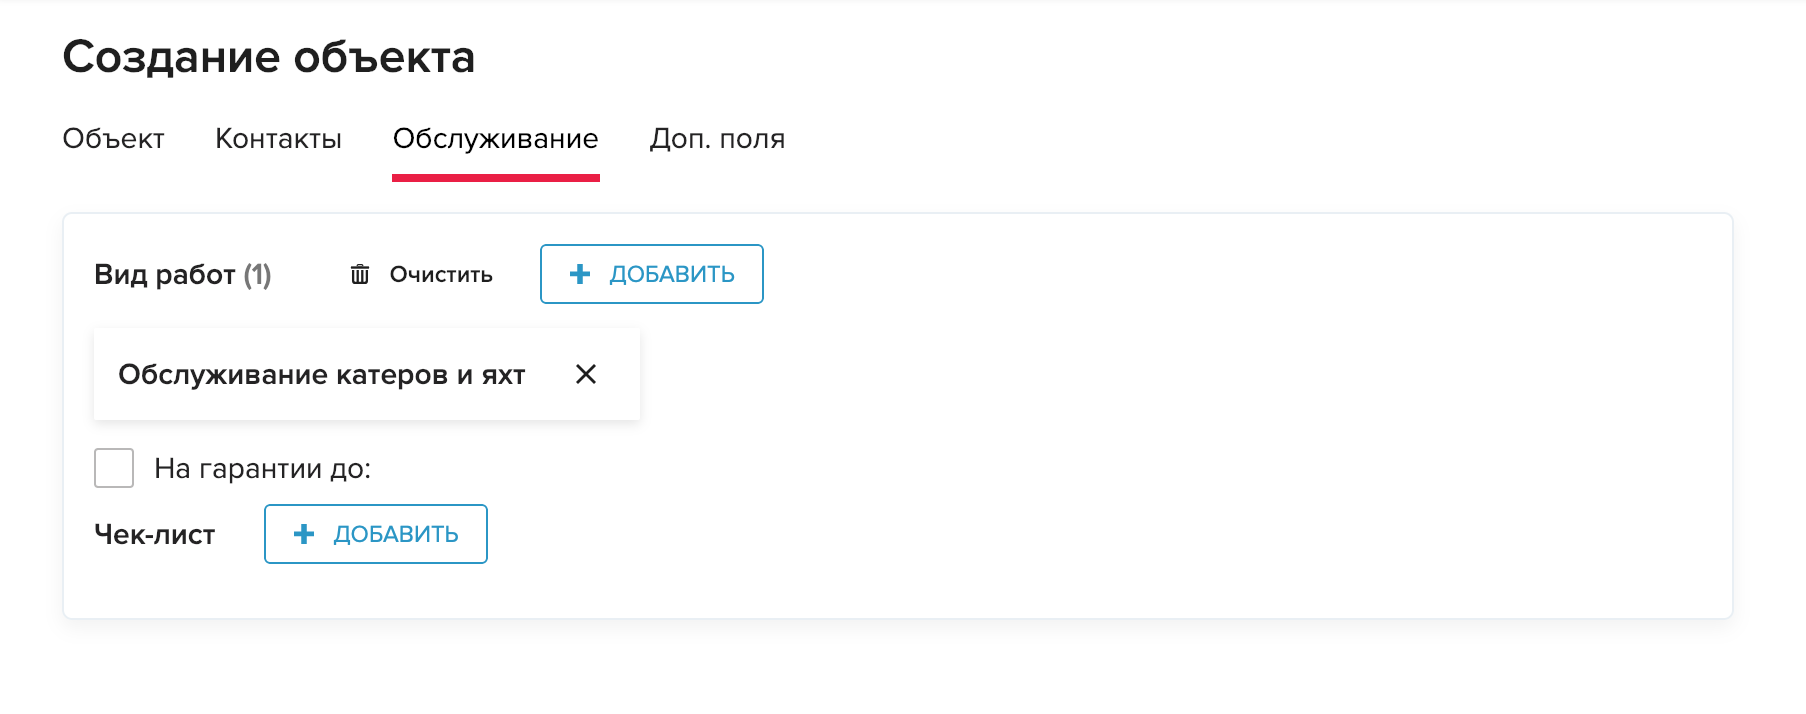 Создание объекта
Объект Контакты Обслуживание Доп. поля
Вид работ (1) Очистить ДОБАВИТЬ
Обслуживание катеров и яхт
На гарантии до:
Чек-лист ДОБАВИТЬ